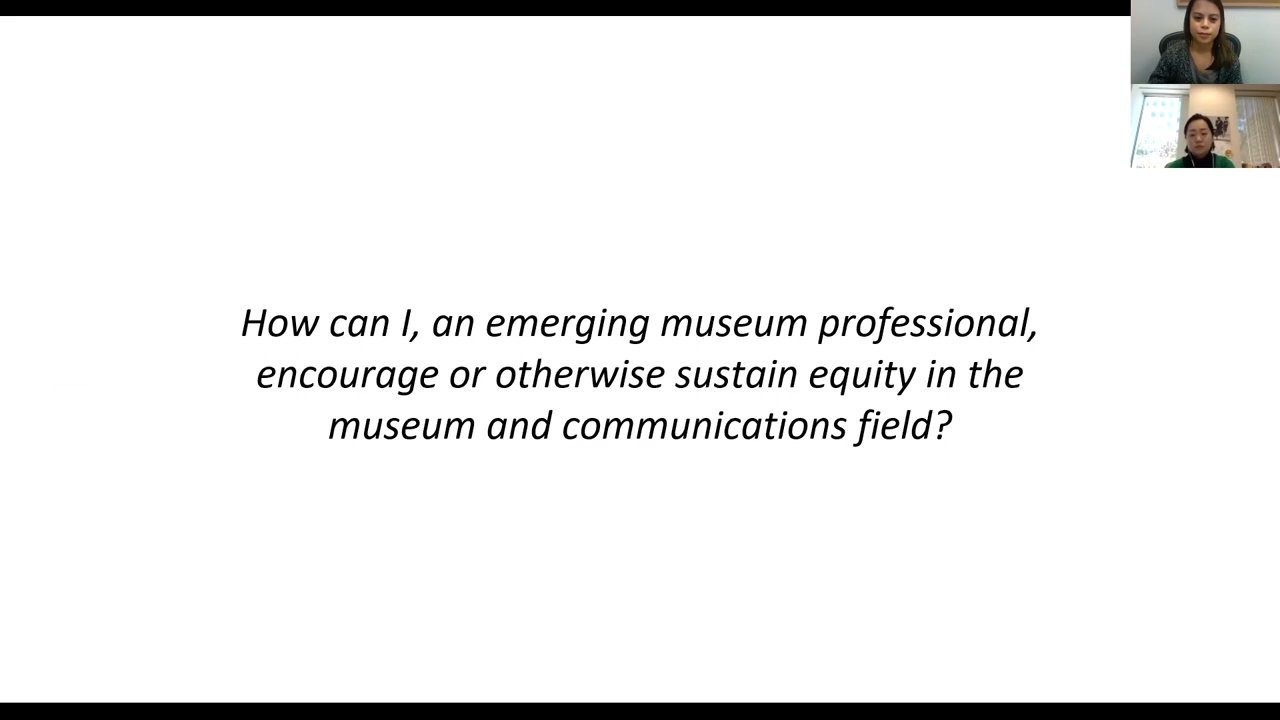 How can I, an emerging museum professional,
encourage or otherwise sustain equity in the
museum and communications field?